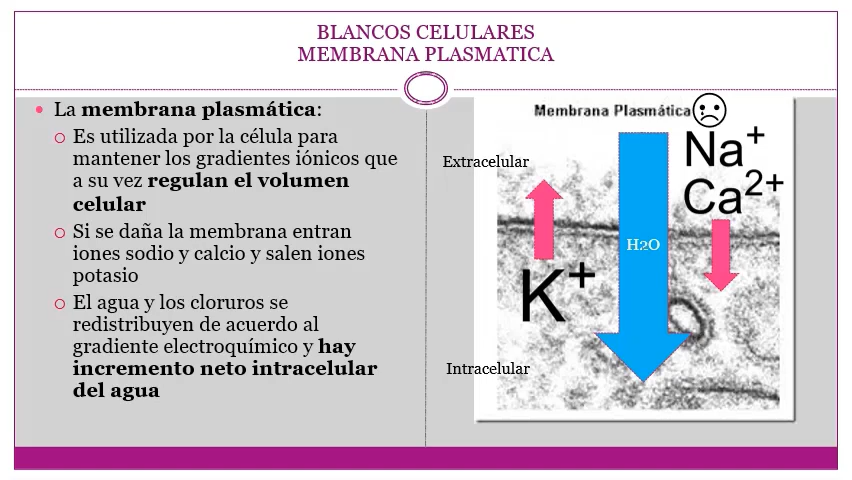 BLANCOS CELULARES
MEMBRANA PLASMATICA
La membrana plasmática:
Es utilizada por la célula para
mantener los gradientes iónicos que
a su vez regulan el volumen
celular
Si se daña la membrana entran
iones sodio y calcio y salen iones
potasio
El agua y los cloruros se
redistribuyen de acuerdo al
gradiente electroquímico y hay
incremento neto intracelular
del agua
Membrana Plasmática
Extracelular
Na+
Ca2+
H2O
K+
Intracelular